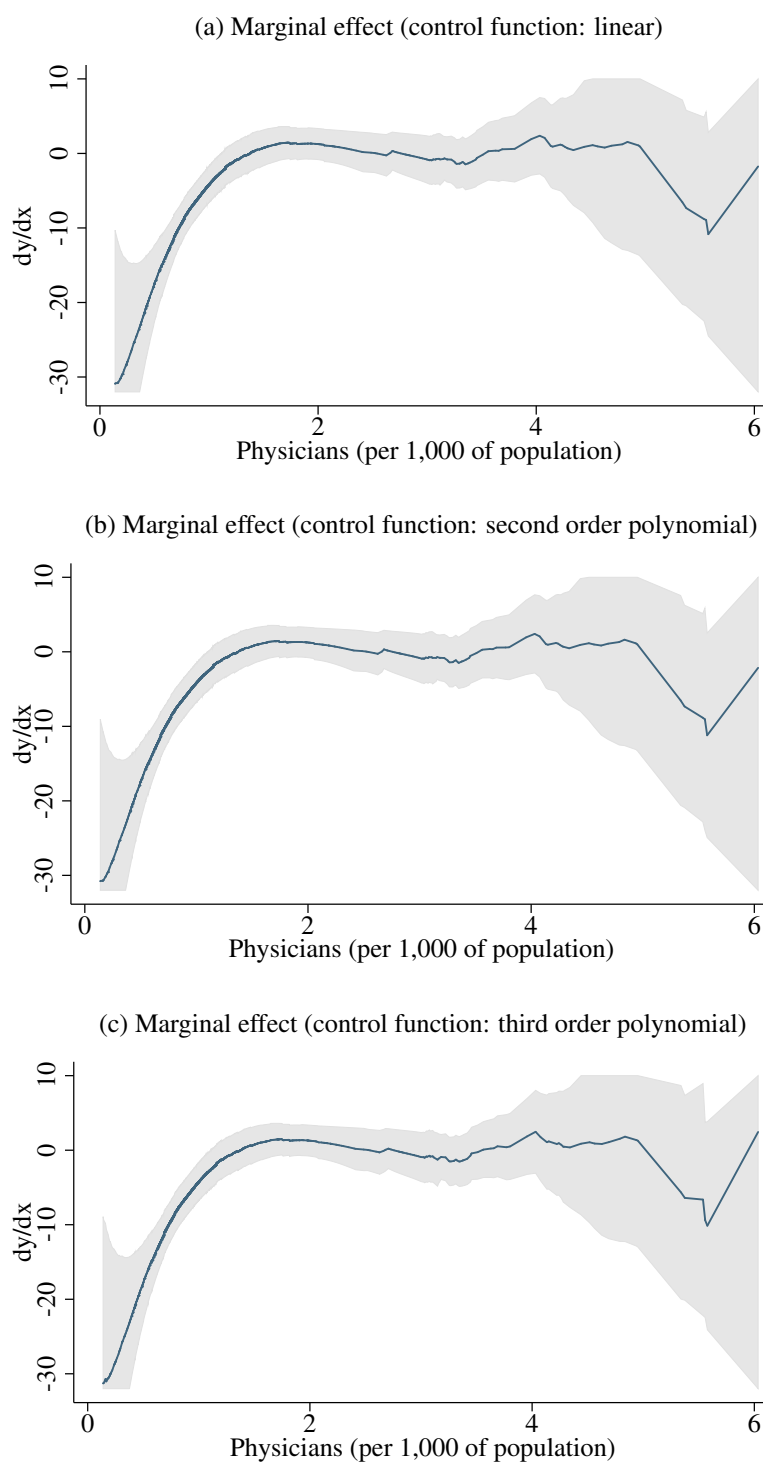 (a) Marginal effect (control function: linear)
10
0
-10
-20
-30
dy/dx
0 2 4 6
Physicians (per 1,000 of population)
(b) Marginal effect (control function: second order polynomial)
10
0
-10
-20
-30
dy/dx
0 2 4 6
Physicians (per 1,000 of population)
(c) Marginal effect (control function: third order polynomial)
10
0
-10
-20
-30
dy/dx
0 2 4 6
Physicians (per 1,000 of population)